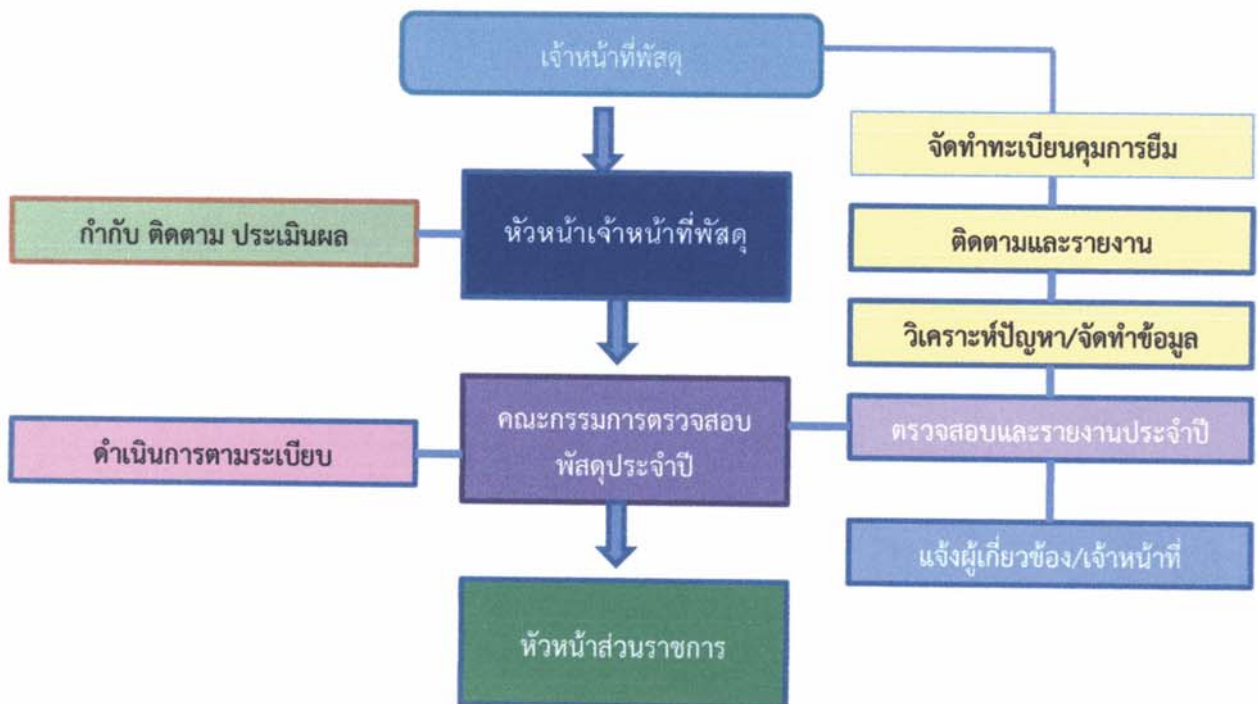 เจ้าหน้าที่พัสดุ
จัดทำทะเบียนคุมการยืม
กำกับ ติดตาม ประเมินผล
หัวหน้าเจ้าหน้าที่พัสดุ
ติดตามและรายงาน
วิเคราะห์ปัญหา/จัดทำข้อมูล
ดำเนินการตามระเบียบ
คณะกรรมการตรวจสอบ
พัสดุประจำปี
ตรวจสอบและรายงานประจำปี
แจ้งผู้เกี่ยวข้อง/เจ้าหน้าที่
หัวหน้าส่วนราชการ